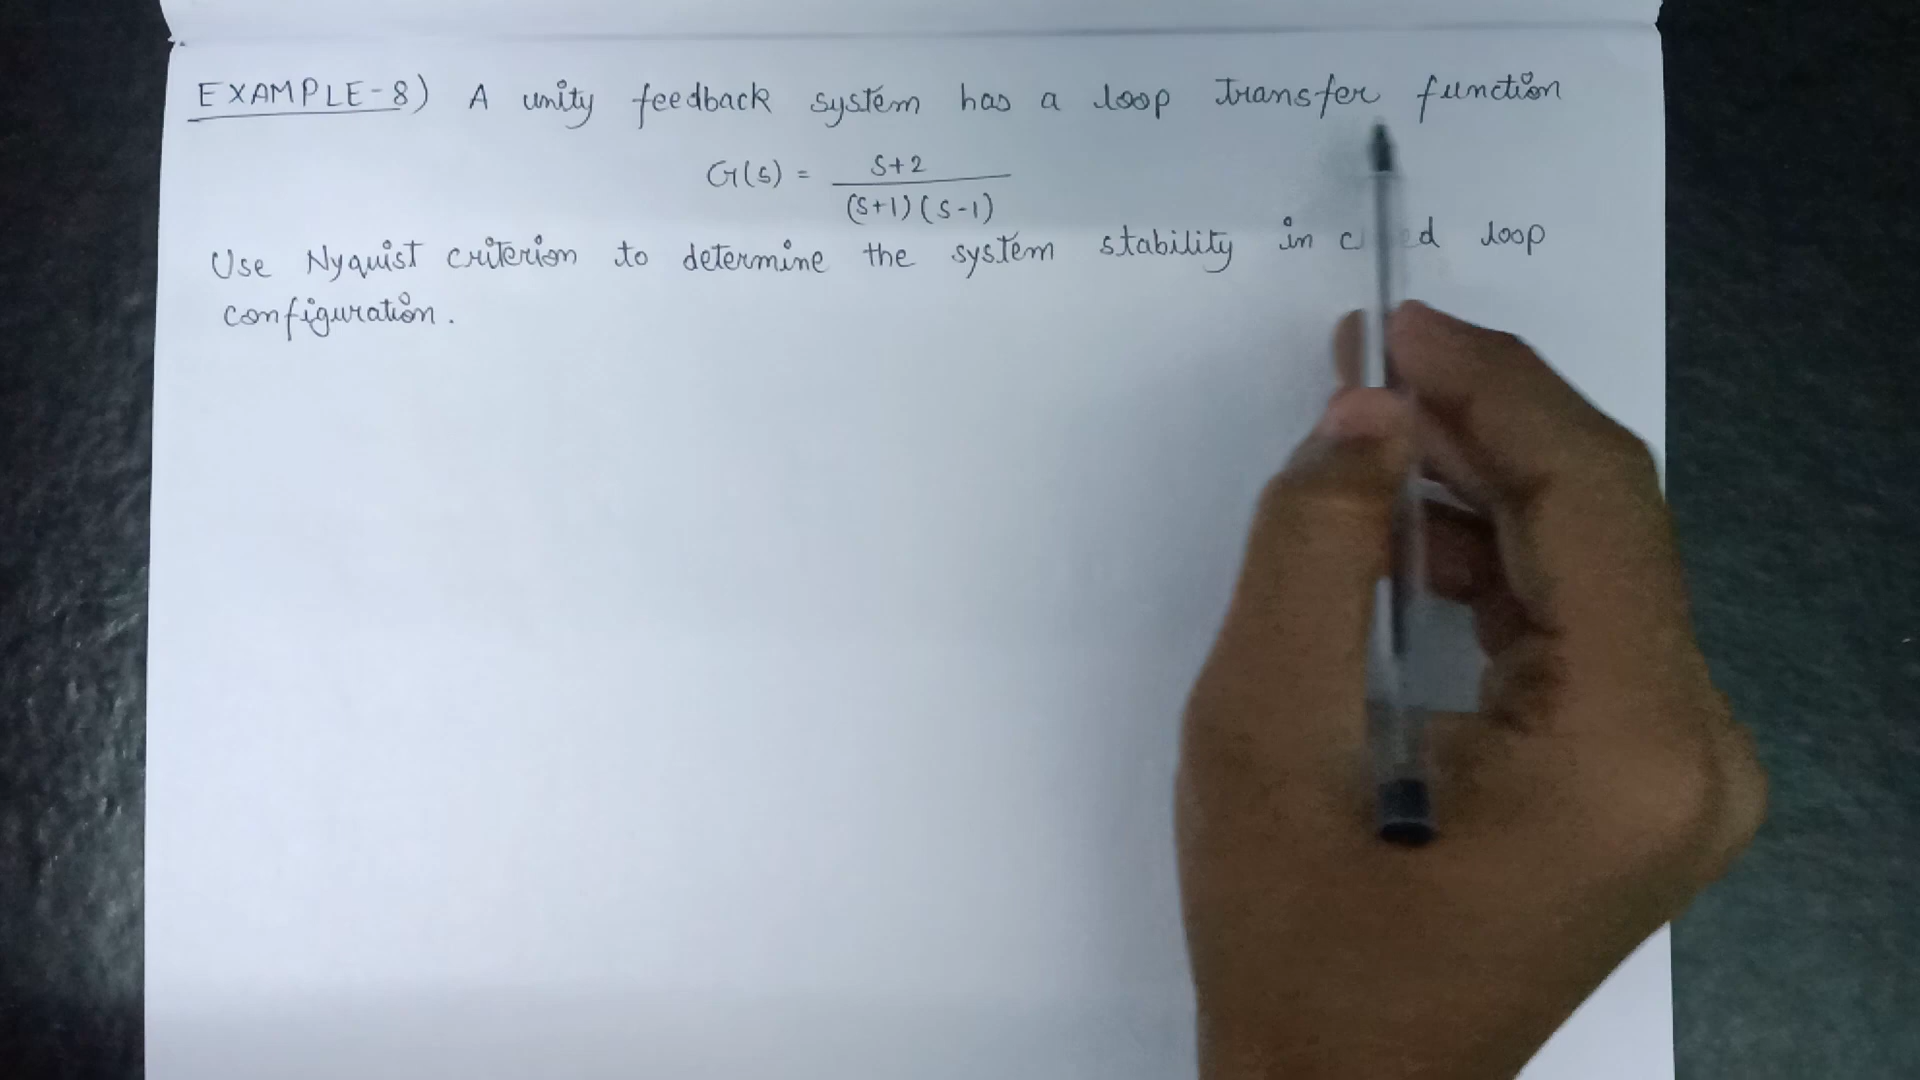 EXAMPLE-8) A unity feedback system has a loop transfer function
G(s) = s+2 / (s+1)(s-1)
Use Nyquist criterion to determine the system stability in loop
configuration.